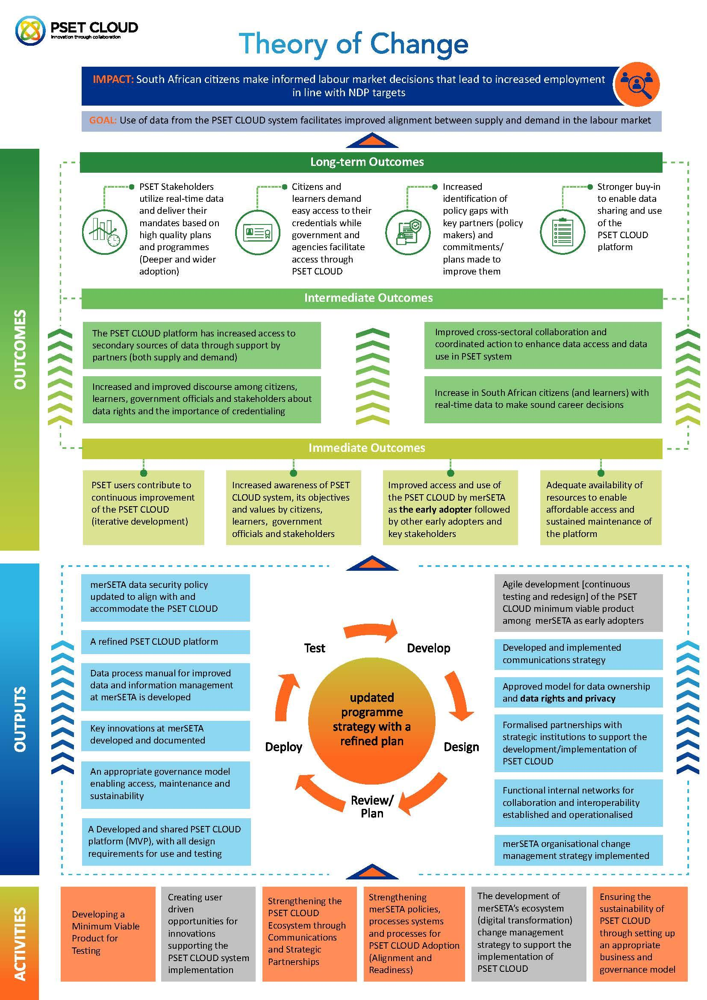 PSET CLOUD
Innovation through collaboration
Theory of Change
IMPACT: South African citizens make informed labour market decisions that lead to increased employment
in line with NDP targets
GOAL: Use of data from the PSET CLOUD system facilitates improved alignment between supply and demand in the labour market
OUTCOMES
Long-term Outcomes
PSET Stakeholders
utilize real-time data
and deliver their
mandates based on
high quality plans
and programmes
(Deeper and wider
adoption)
Citizens and
learners demand
easy access to their
credentials while
government and
agencies facilitate
access through
PSET CLOUD
Increased
identification of
policy gaps with
key partners (policy
makers) and
commitments/
plans made to
improve them
Stronger buy-in
to enable data
sharing and use
of the
PSET CLOUD
platform
Intermediate Outcomes
The PSET CLOUD platform has increased access to
secondary sources of data through support by
partners (both supply and demand)
Improved cross-sectoral collaboration and
coordinated action to enhance data access and data
use in PSET system
Increased and improved discourse among citizens,
learners, government officials and stakeholders about
data rights and the importance of credentialing
Increase in South African citizens (and learners) with
real-time data to make sound career decisions
Immediate Outcomes
PSET users contribute to
continuous improvement
of the PSET CLOUD
(iterative development)
Increased awareness of PSET
CLOUD system, its objectives
and values by citizens,
learners, government
officials and stakeholders
Improved access and use of
the PSET CLOUD by merSETA
as the early adopter followed
by other early adopters and
key stakeholders
Adequate availability of
resources to enable
affordable access and
sustained maintenance of
the platform
OUTPUTS
merSETA data security policy
updated to align with and
accommodate the PSET CLOUD
A refined PSET CLOUD platform
Data process manual for improved
data and information management
at merSETA is developed
Key innovations at merSETA
developed and documented
An appropriate governance model
enabling access, maintenance and
sustainability
A Developed and shared PSET CLOUD
platform (MVP), with all design
requirements for use and testing
Test
Develop
Design
Review/
Plan
Deploy
updated
programme
strategy with a
refined plan
Agile development [continuous
testing and redesign] of the PSET
CLOUD minimum viable product
among merSETA as early adopters
Developed and implemented
communications strategy
Approved model for data ownership
and data rights and privacy
Formalised partnerships with
strategic institutions to support the
development/implementation of
PSET CLOUD
Functional internal networks for
collaboration and interoperability
established and operationalised
merSETA organisational change
management strategy implemented
ACTIVITIES
Developing a
Minimum Viable
Product for
Testing
Creating user
driven
opportunities for
innovations
supporting the
PSET CLOUD system
implementation
Strengthening the
PSET CLOUD
Ecosystem through
Communications
and Strategic
Partnerships
Strengthening
merSETA policies,
processes systems
and processes for
PSET CLOUD Adoption
(Alignment and
Readiness)
The development of
merSETA's ecosystem
(digital transformation)
change management
strategy to support the
implementation of
PSET CLOUD
Ensuring the
sustainability of
PSET CLOUD
through setting up
an appropriate
business and
governance model